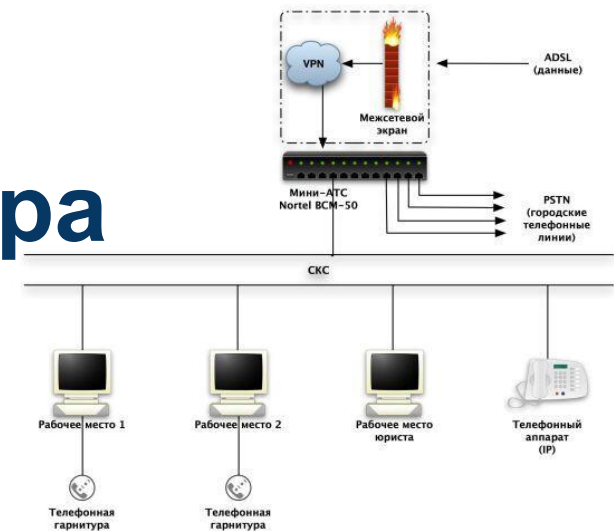 VPN
Межсетевой
экран
ADSL
(данные)
Мини-АТС
Nortel BCM-50
PSTN
(городские
телефонные
линии)
ра
СКС
Рабочее место 1
Рабочее место 2
Рабочее место
юриста
Телефонный
аппарат
(IP)
Телефонная
гарнитура
Телефонная
гарнитура